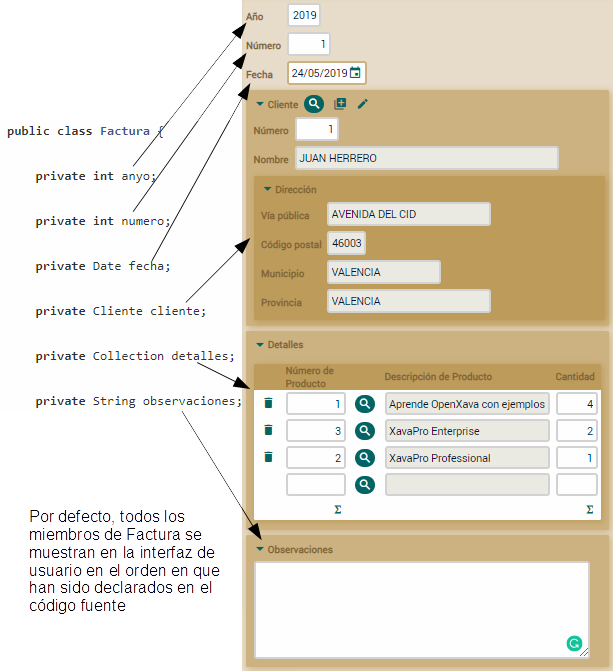 public class Factura {
private int anyo;
private int numero;
private Date fecha;
private Cliente cliente;
private Collection detalles;
private String observaciones;
Por defecto, todos los
miembros de Factura se
muestran en la interfaz de
usuario en el orden en que
han sido declarados en el
código fuente
Año 2019
Número 1
Fecha 24/05/2019
Cliente
Número 1
Nombre JUAN HERRERO
Dirección
Vía pública AVENIDA DEL CID
Código postal 46003
Municipio VALENCIA
Provincia VALENCIA
Detalles
Número de
Producto Descripción de Producto Cantidad
1 Aprende OpenXava con ejemplos 4
3 XavaPro Enterprise 2
2 XavaPro Professional 1
Σ Σ
Observaciones